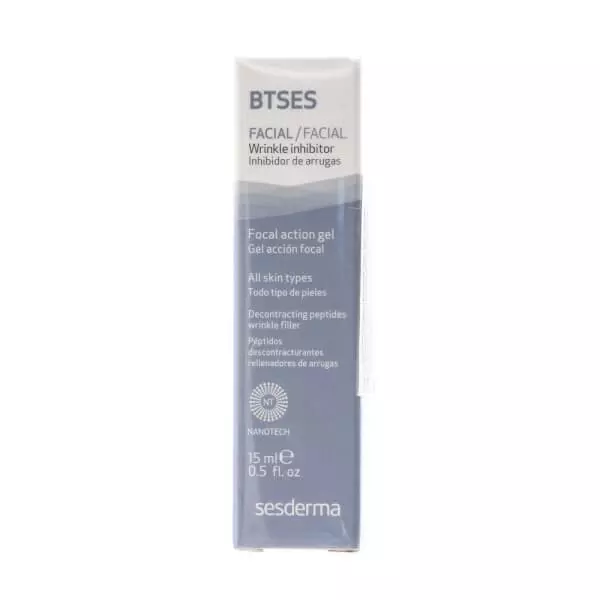 BTSES
FACIAL/FACIAL
Wrinkle inhibitor
Inhibidor de arrugas
Focal action gel
Gel acción focal
All skin types
Todo tipo de pieles
Decontracting peptides
wrinkle filler
Péptidos
descontracturantes
rellenadores de arrugas
NT
NANOTECH
15 ml℮
0.5 fl. oz
sesderma